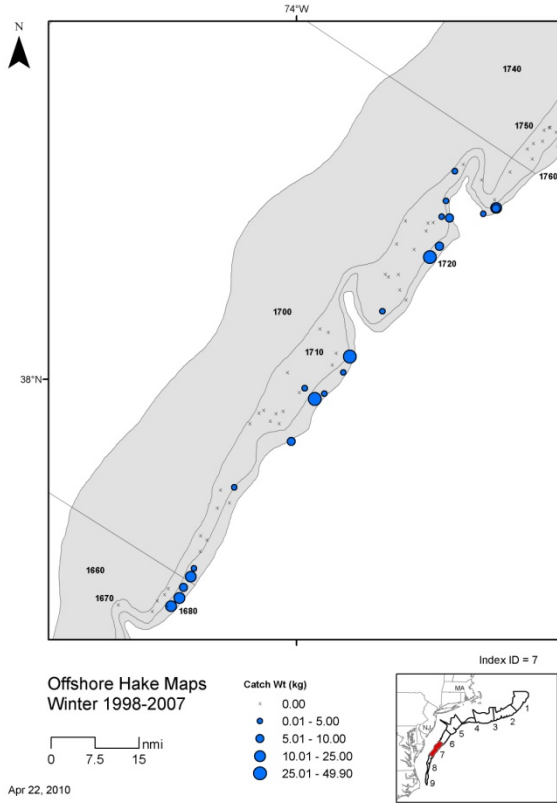 74°W
N
1740
1750
1760
1720
1700
1710
38°N
1660
1670
1680
Index ID = 7
Offshore Hake Maps
Winter 1998-2007
0 7.5 15 nmi
Apr 22, 2010
Catch Wt (kg)
0.00
0.01 - 5.00
5.01 - 10.00
10.01 - 25.00
25.01 - 49.90
MA
NJ
1
2
3
4
5
6
7
8
9